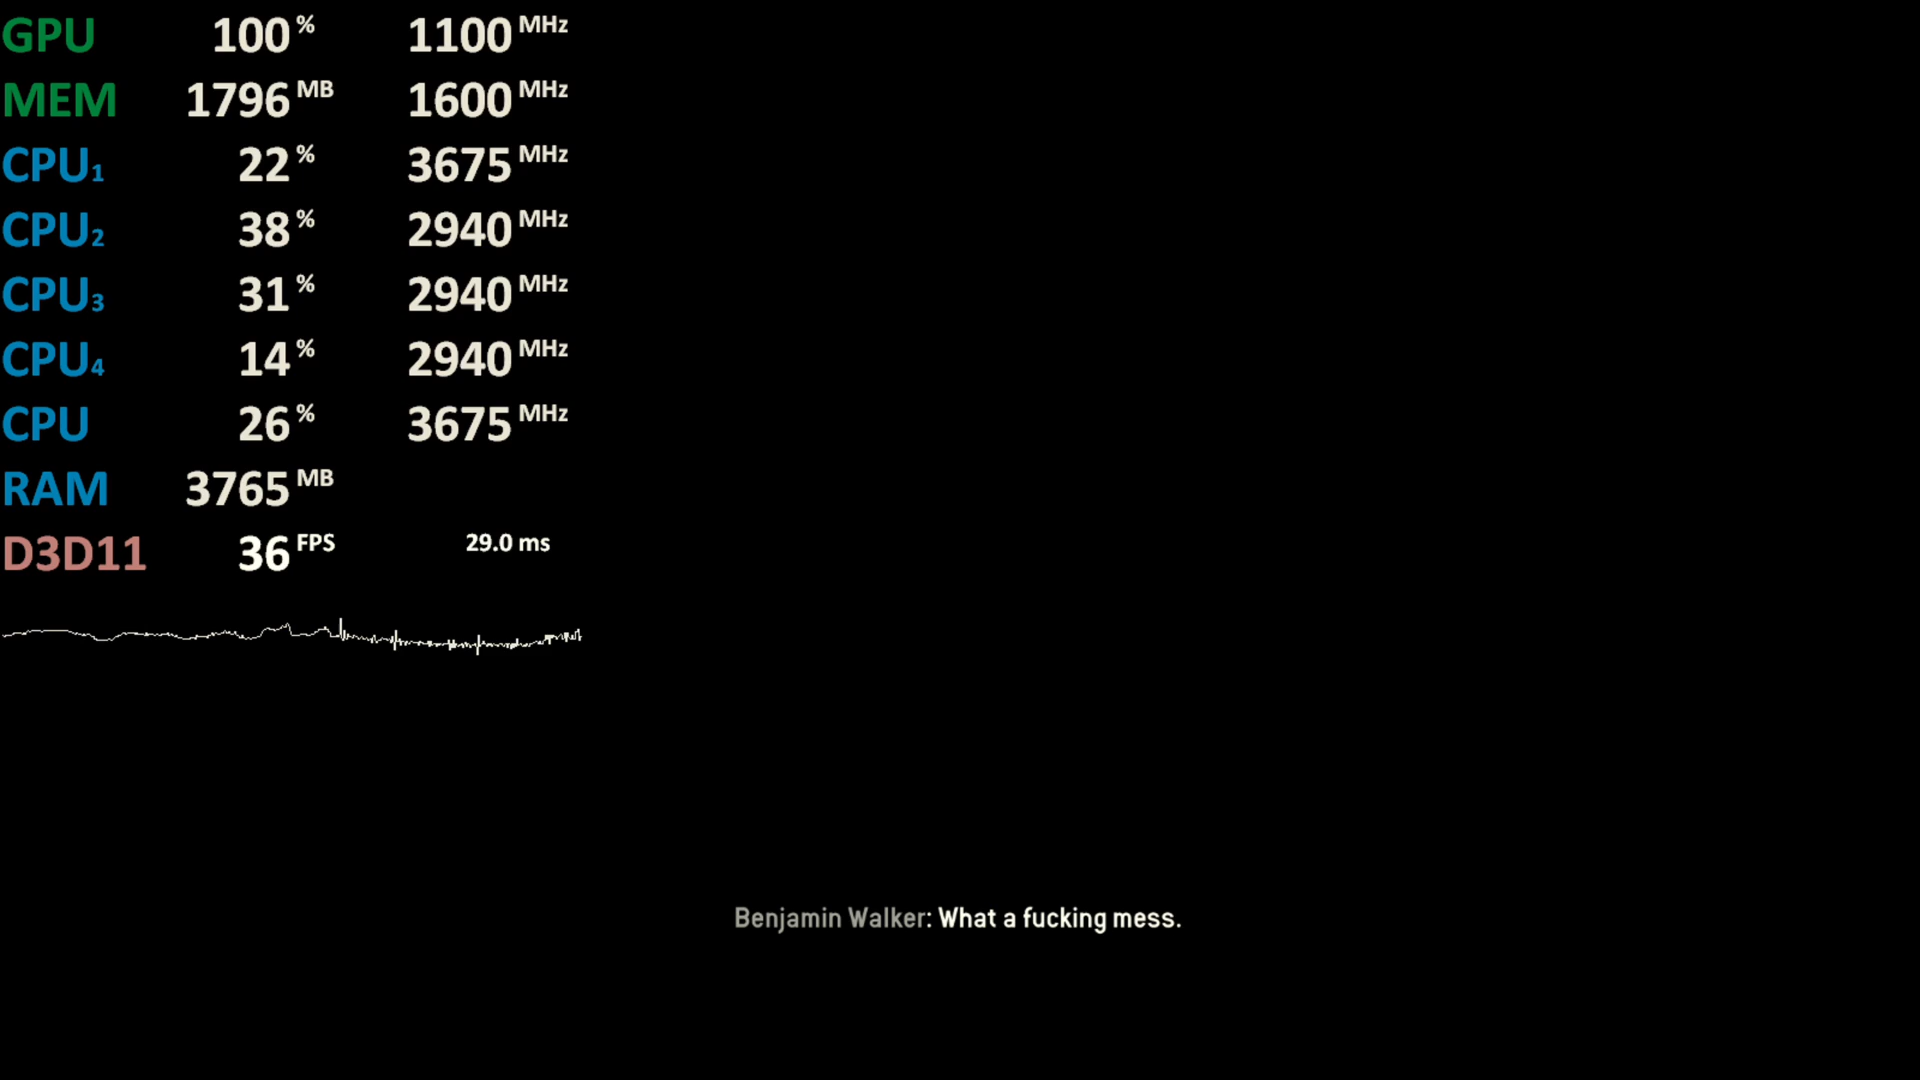 GPU 100 % 1100 MHz
MEM 1796 MB 1600 MHz
CPU1 22 % 3675 MHz
CPU2 38 % 2940 MHz
CPU3 31 % 2940 MHz
CPU4 14 % 2940 MHz
CPU 26 % 3675 MHz
RAM 3765 MB
D3D11 36 FPS 29.0 ms
Benjamin Walker: What a fucking mess.